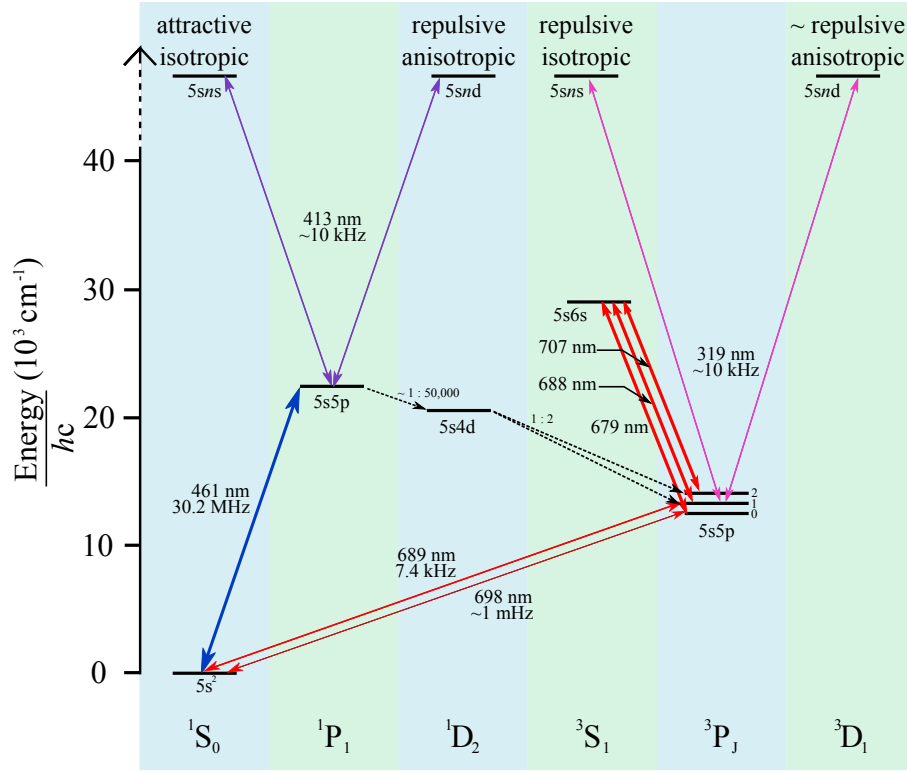 attractive
isotropic
repulsive
anisotropic
repulsive
isotropic
~ repulsive
anisotropic
5sns
5snd
5sns
5snd
40
413 nm
~10 kHz
30
5s6s
707 nm
319 nm
~10 kHz
688 nm
5s5p
~ 1 : 50,000
20
5s4d
1 : 2
679 nm
Energy (10³ cm⁻¹)
hc
461 nm
30.2 MHz
2
1
0
5s5p
10
689 nm
7.4 kHz
698 nm
~1 mHz
0
5s²
¹S₀
¹P₁
¹D₂
³S₁
³P_J
³D₁